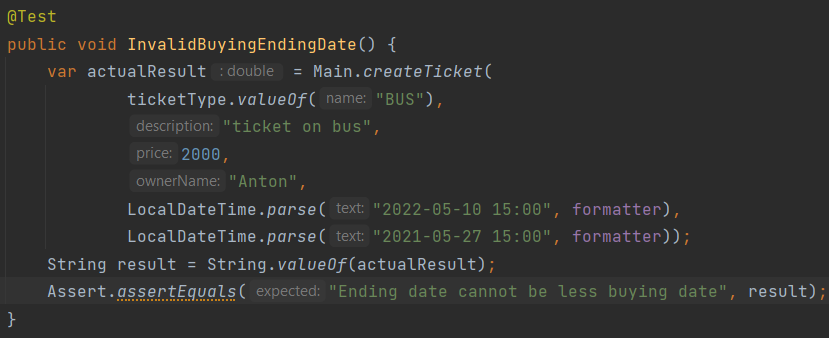 @Test
public void InvalidBuyingEndingDate() {
var actualResult : double = Main.createTicket(
ticketType.valueOf( name: "BUS"),
description: "ticket on bus",
price: 2000,
ownerName: "Anton",
LocalDateTime.parse( text: "2022-05-10 15:00", formatter),
LocalDateTime.parse( text: "2021-05-27 15:00", formatter));
String result = String.valueOf(actualResult);
Assert.assertEquals( expected: "Ending date cannot be less buying date", result);
}